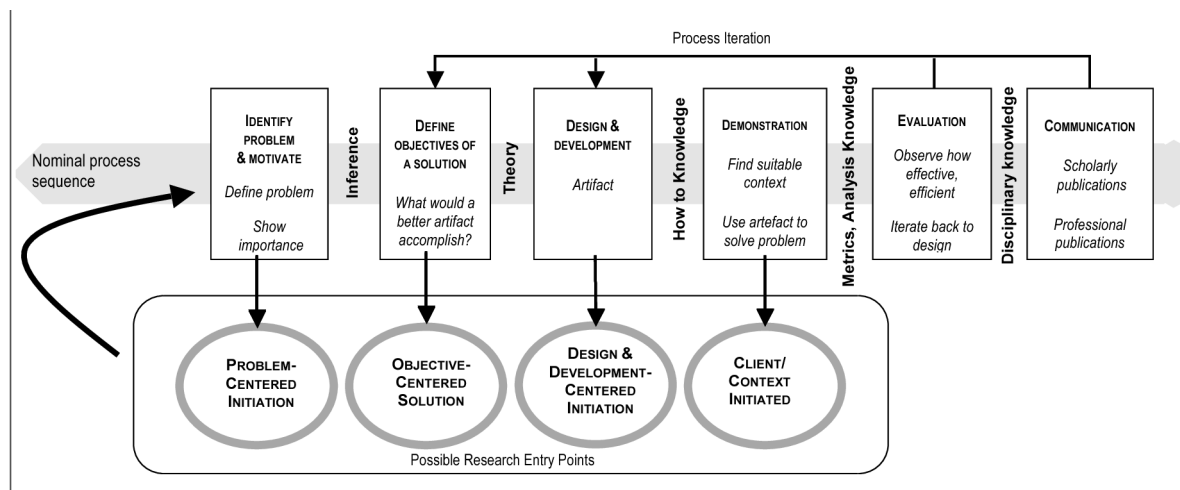 Process Iteration
Nominal process
sequence
IDENTIFY
PROBLEM
& MOTIVATE
Define problem
Show
importance
Inference
DEFINE
OBJECTIVES OF
A SOLUTION
What would a
better artifact
accomplish?
Theory
DESIGN &
DEVELOPMENT
Artifact
How to Knowledge
DEMONSTRATION
Find suitable
context
Use artefact to
solve problem
Metrics, Analysis Knowledge
EVALUATION
Observe how
effective,
efficient
Iterate back to
design
Disciplinary knowledge
COMMUNICATION
Scholarly
publications
Professional
publications
PROBLEM-
CENTERED
INITIATION
OBJECTIVE-
CENTERED
SOLUTION
DESIGN &
DEVELOPMENT-
CENTERED
INITIATION
CLIENT/
CONTEXT
INITIATED
Possible Research Entry Points